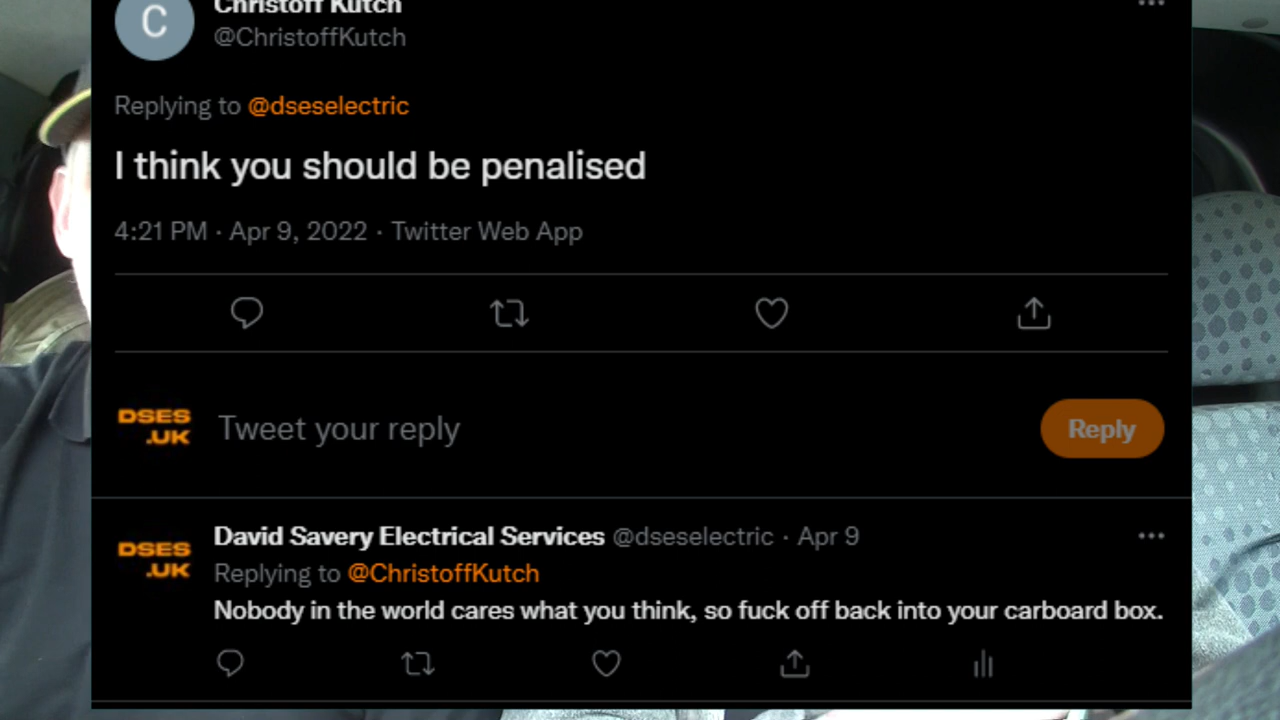 Christoff Kutch
C
@ChristoffKutch
Replying to @dseselectric
I think you should be penalised
4:21 PM · Apr 9, 2022 · Twitter Web App
DSES
.UK
Tweet your reply
Reply
David Savery Electrical Services @dseselectric · Apr 9
DSES
.UK
Replying to @ChristoffKutch
Nobody in the world cares what you think, so fuck off back into your carboard box.